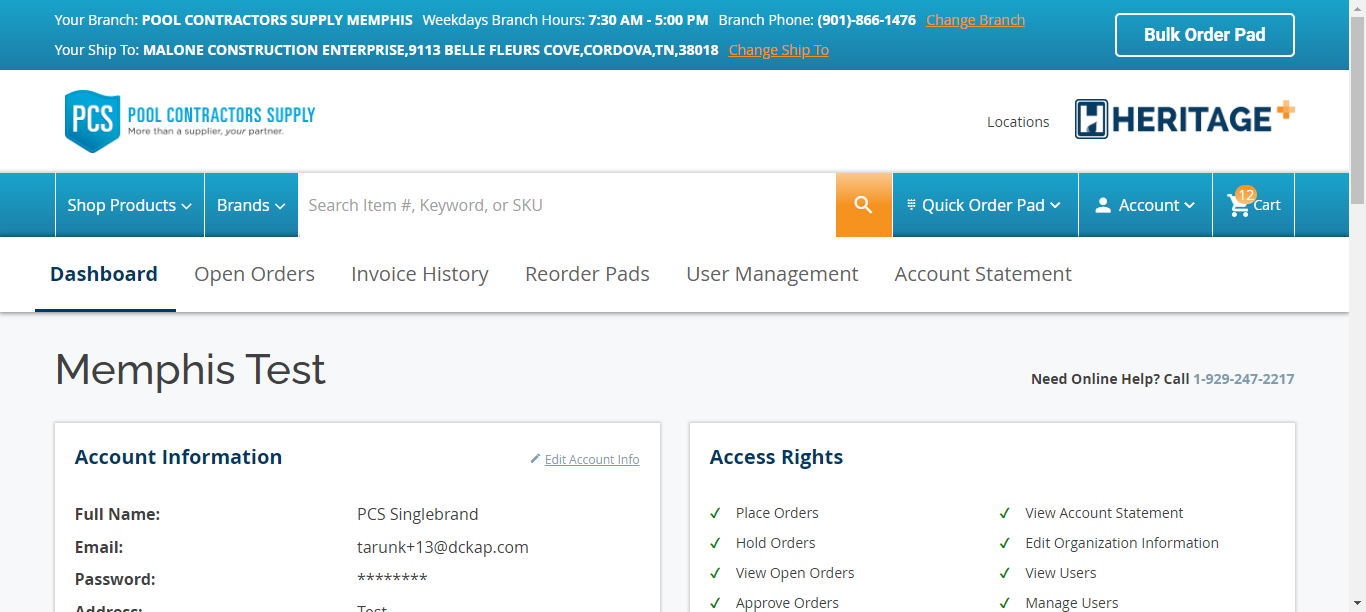 Your Branch: POOL CONTRACTORS SUPPLY MEMPHIS Weekdays Branch Hours: 7:30 AM - 5:00 PM Branch Phone: (901)-866-1476 Change Branch
Your Ship To: MALONE CONSTRUCTION ENTERPRISE,9113 BELLE FLEURS COVE,CORDOVA,TN,38018 Change Ship To
Bulk Order Pad
PCS POOL CONTRACTORS SUPPLY
More than a supplier, your partner.
Locations
H HERITAGE+
Shop Products Brands Search Item #, Keyword, or SKU Quick Order Pad Account 12 Cart
Dashboard Open Orders Invoice History Reorder Pads User Management Account Statement
Memphis Test
Need Online Help? Call 1-929-247-2217
Account Information Edit Account Info
Full Name: PCS Singlebrand
Email: tarunk+13@dckap.com
Password: ********
Address: Test
Access Rights
Place Orders View Account Statement
Hold Orders Edit Organization Information
View Open Orders View Users
Approve Orders Manage Users